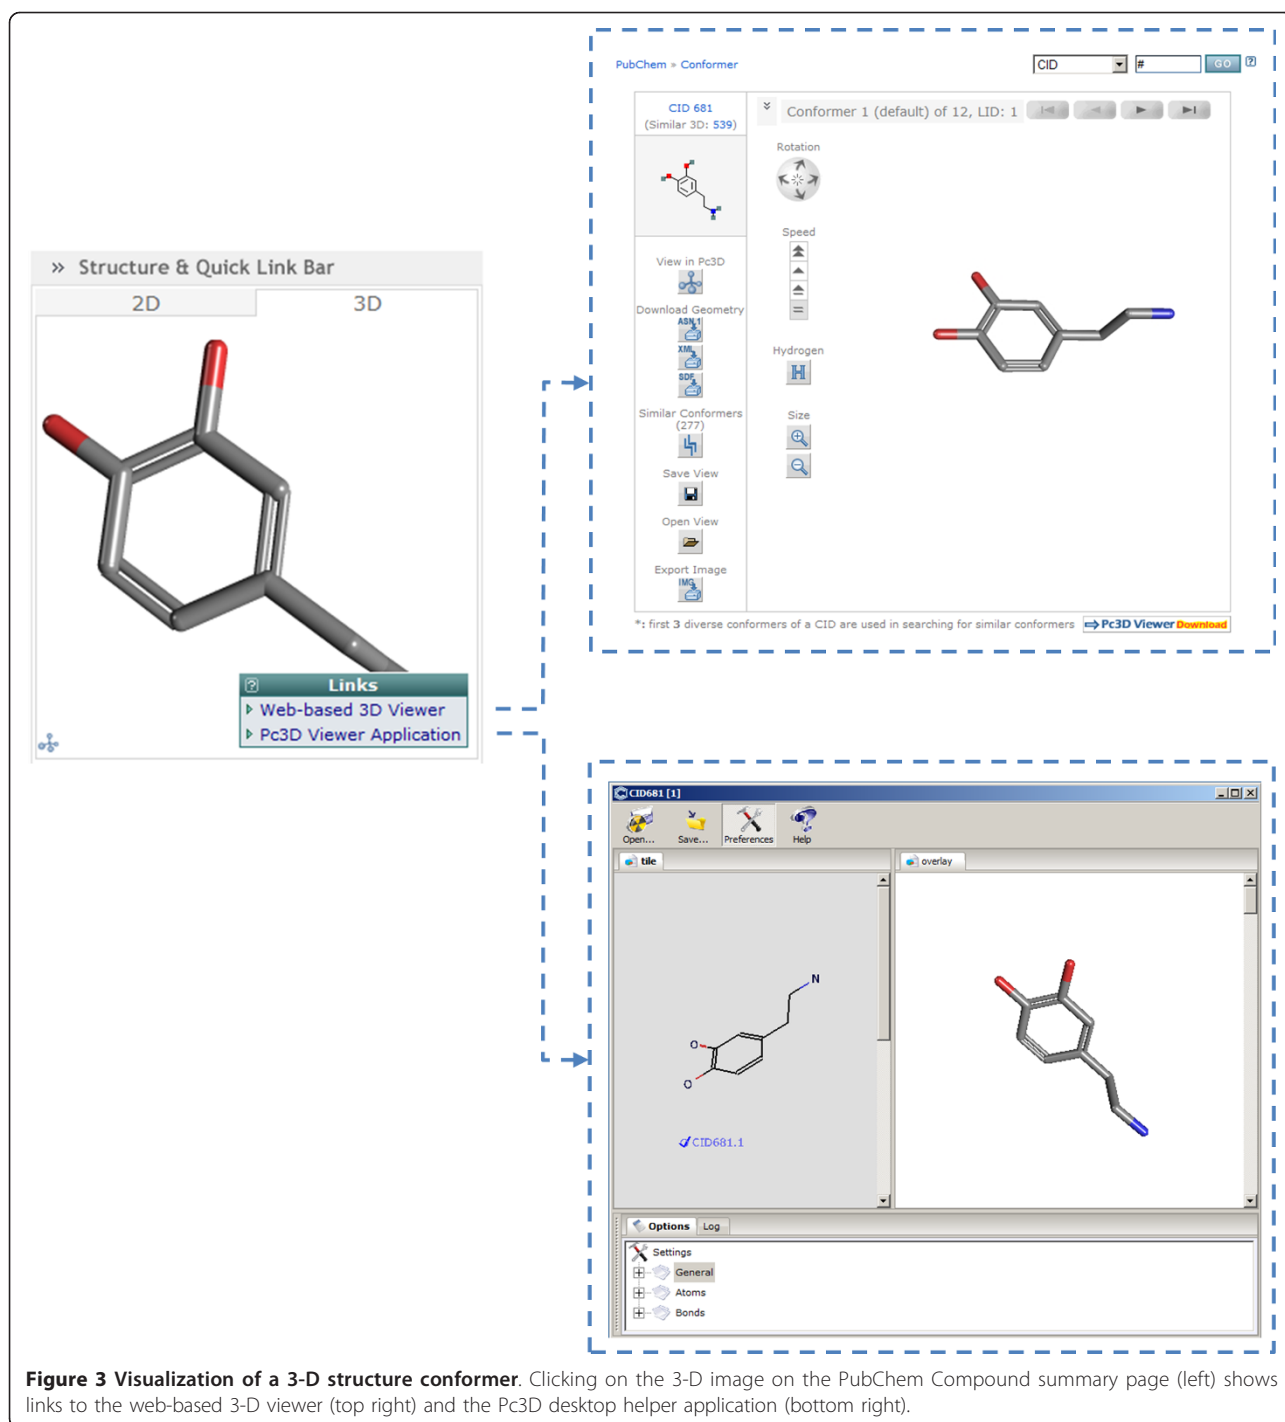 » Structure & Quick Link Bar
2D
3D
? Links
Web-based 3D Viewer
Pc3D Viewer Application
PubChem » Conformer
CID
#
GO
?
CID 681
(Similar 3D: 539)
Conformer 1 (default) of 12, LID: 1
Rotation
Speed
Hydrogen
H
Size
View in Pc3D
Download Geometry
ASN.1
XML
SDF
Similar Conformers
(277)
Save View
Open View
Export Image
IMG
*: first 3 diverse conformers of a CID are used in searching for similar conformers
Pc3D Viewer Download
CID681 [1]
Open...
Save...
Preferences
Help
tile
overlay
N
O
O
CID681.1
Options
Log
Settings
General
Atoms
Bonds
Figure 3 Visualization of a 3-D structure conformer. Clicking on the 3-D image on the PubChem Compound summary page (left) shows
links to the web-based 3-D viewer (top right) and the Pc3D desktop helper application (bottom right).